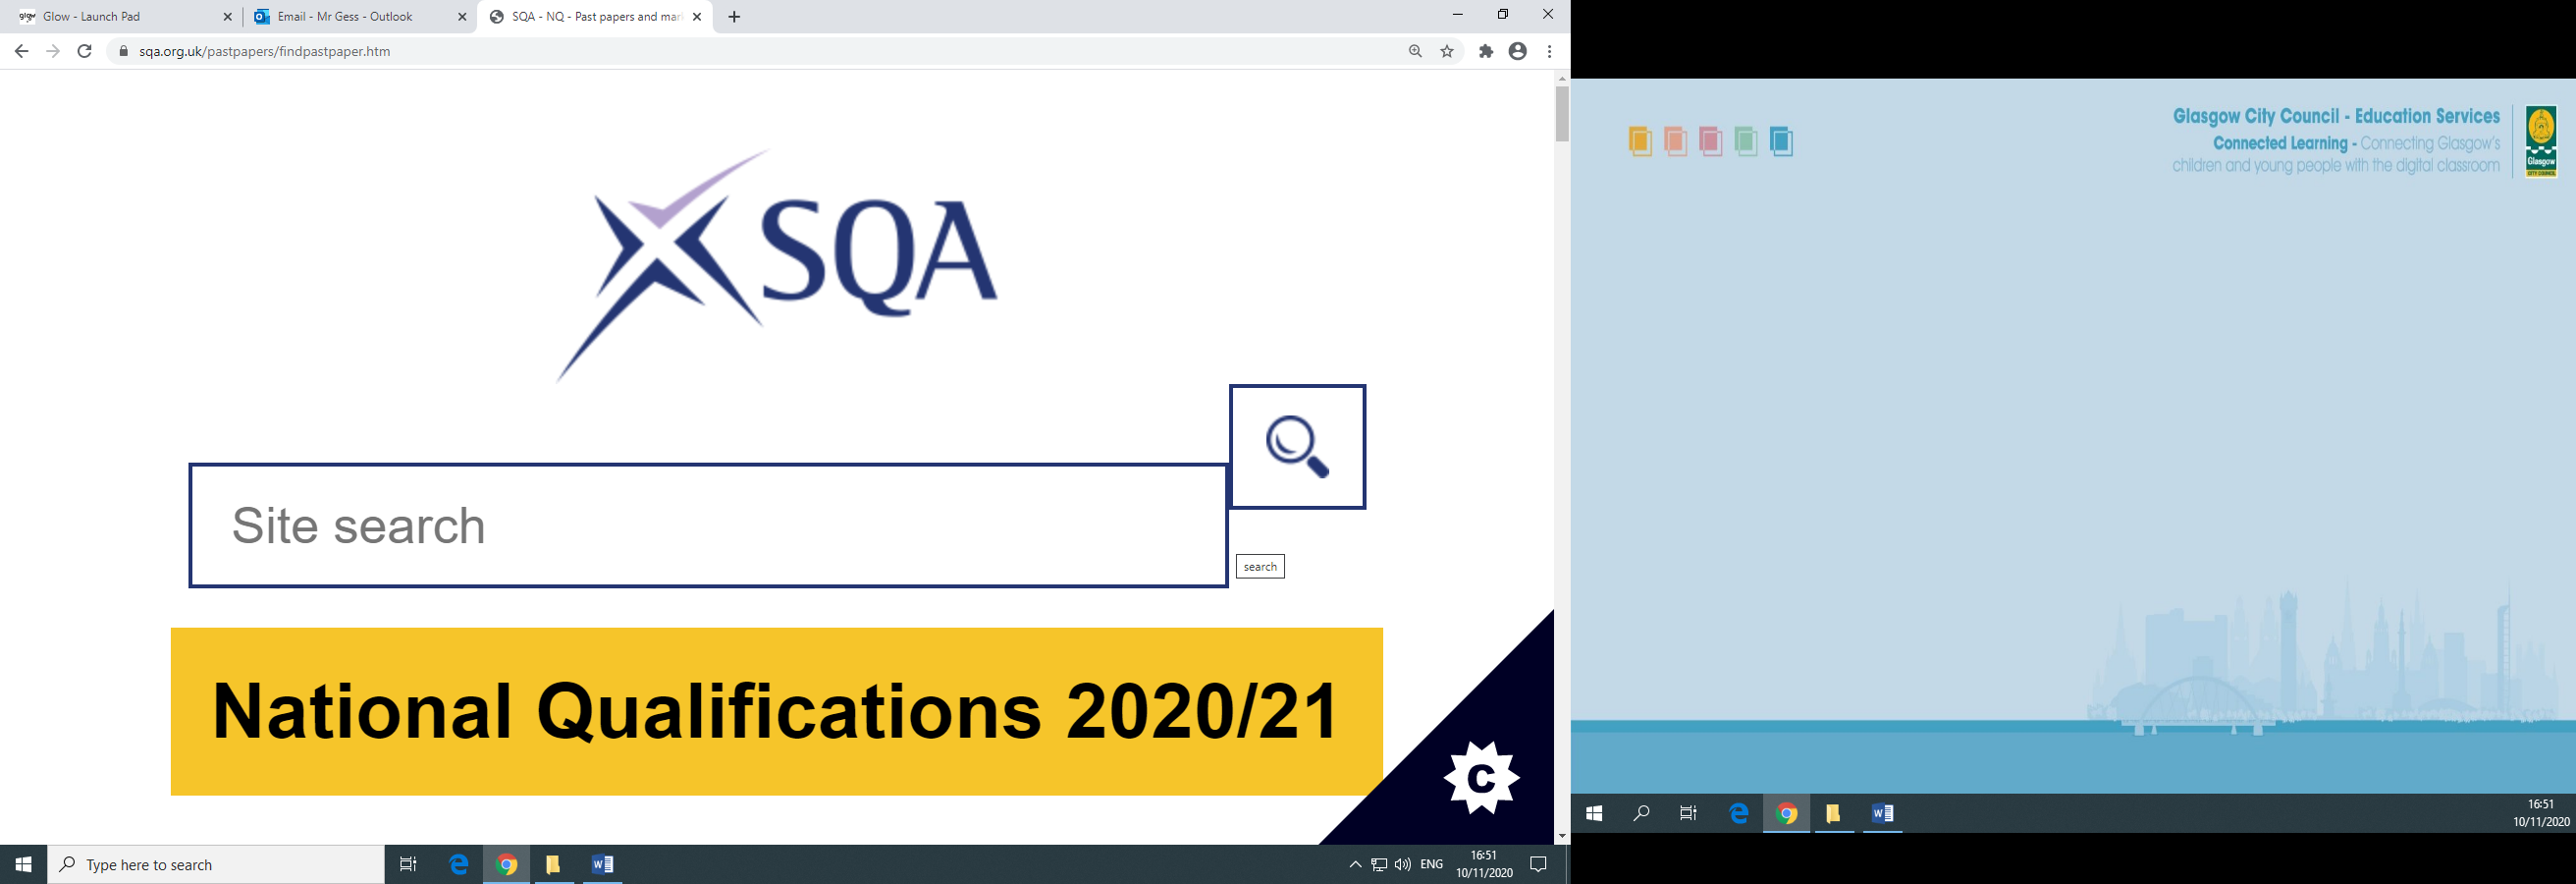 Glow - Launch Pad
Email - Mr Gess - Outlook
SQA - NQ - Past papers and mar
sqa.org.uk/pastpapers/findpastpaper.htm
SQA
Site search
search
National Qualifications 2020/21
C
Type here to search
ENG
16:51
10/11/2020
Glasgow City Council - Education Services
Connected Learning - Connecting Glasgow's
children and young people with the digital classroom
Glasgow
CITY COUNCIL
16:51
10/11/2020